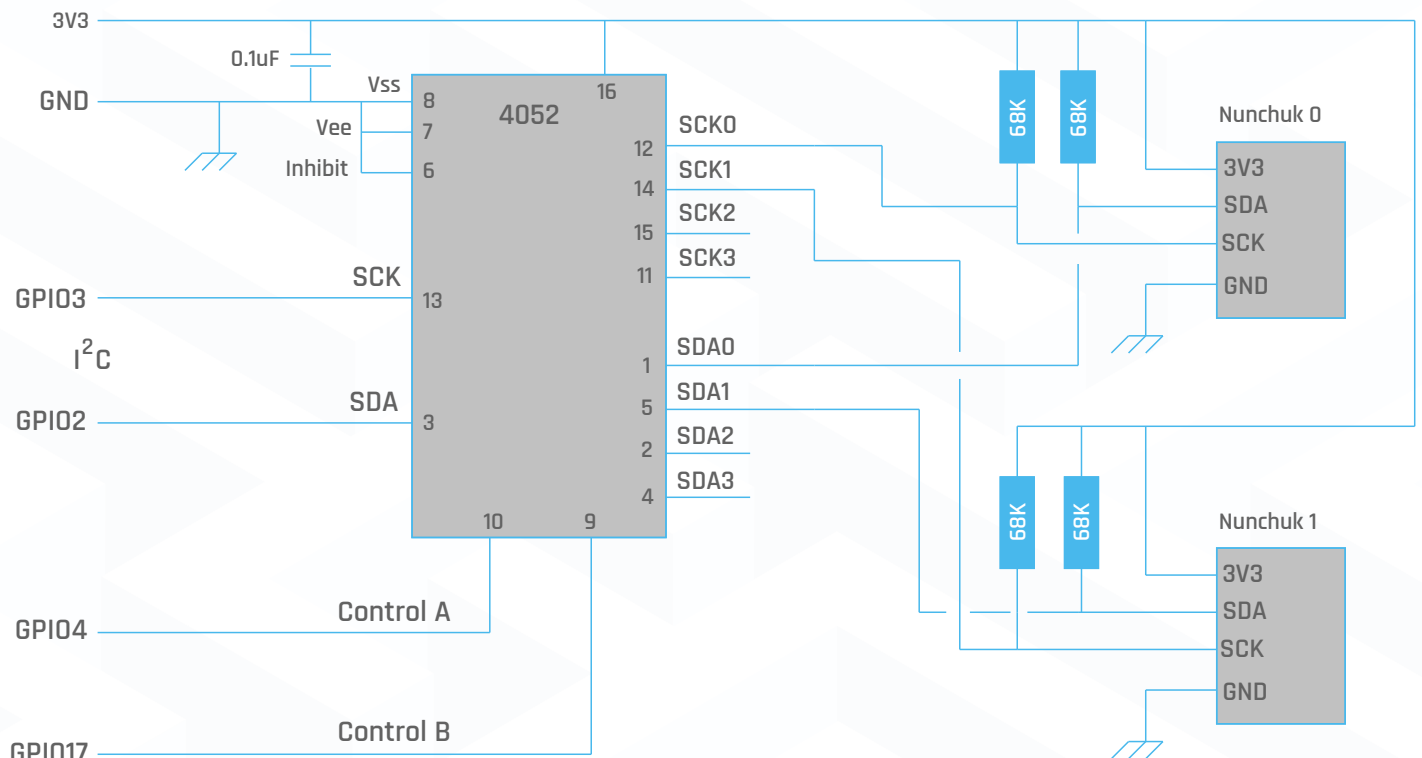 3V3
0.1uF
GND
Vss
8
Vee
7
Inhibit
6
4052
16
SCK0
12
SCK1
14
SCK2
15
SCK3
11
GPIO3
SCK
13
I²C
GPIO2
SDA
3
SDA0
1
SDA1
5
SDA2
2
SDA3
4
10
9
GPIO4
Control A
GPIO17
Control B
68K
68K
Nunchuk 0
3V3
SDA
SCK
GND
68K
68K
Nunchuk 1
3V3
SDA
SCK
GND